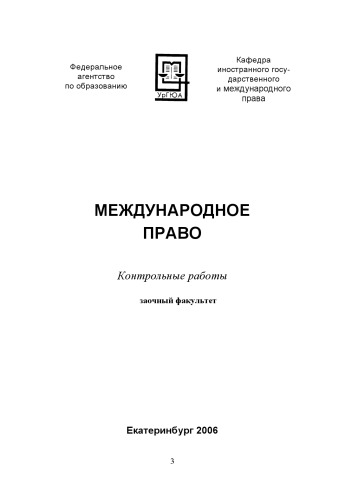 Федеральное
агентство
по образованию
УрГЮА
Кафедра
иностранного госу-
дарственного
и международного
права
МЕЖДУНАРОДНОЕ
ПРАВО
Контрольные работы
заочный факультет
Екатеринбург 2006
3